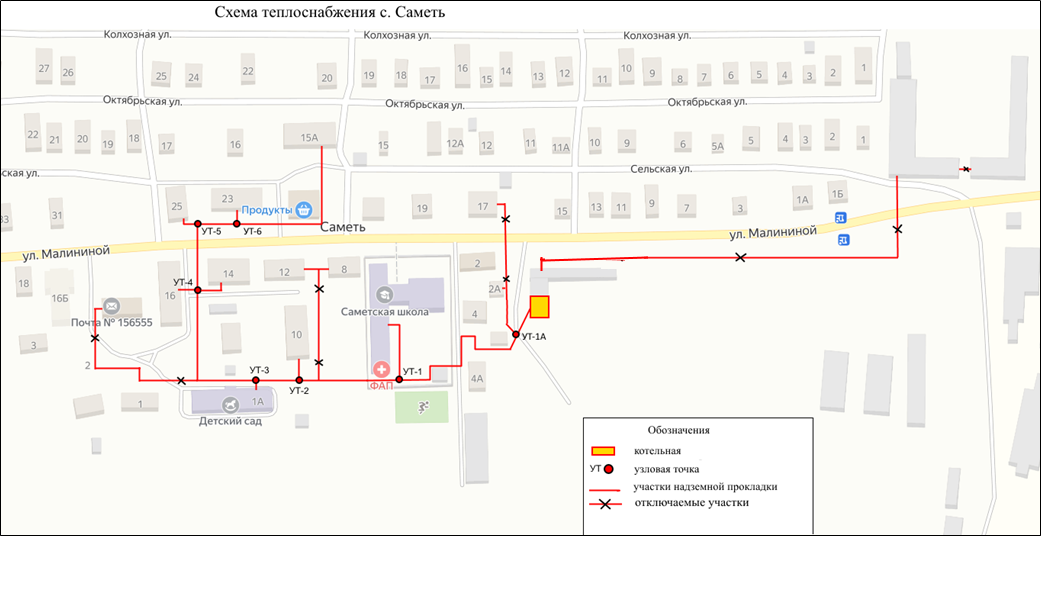 Схема теплоснабжения с. Саметь
Колхозная ул. Колхозная ул. Колхозная ул.
27 26 25 24 22 20 19 18 17 16 15 14 13 12 11 10 9 8 7 6 5 4 3 2 1
Октябрьская ул. Октябрьская ул. Октябрьская ул.
22 21 20 19 18 17 16 15А 15 12А 12 11 11А 10 9 6 5А 5 4 3 2 1
ская ул. Сельская ул.
33 31 25 23 19 17 15 13 11 9 7 3 1А 1Б
Продукты
УТ-5 УТ-6 Саметь
ул. Малининой ул. Малининой
18 16Б 16 УТ-4 14 12 8 2 2А
Почта № 156555 Саметская школа 4
10 УТ-1А
3
2 УТ-3 УТ-1
ФАП 4А
УТ-2
1 1А
Детский сад
Обозначения
котельная
УТ узловая точка
участки надземной прокладки
отключаемые участки